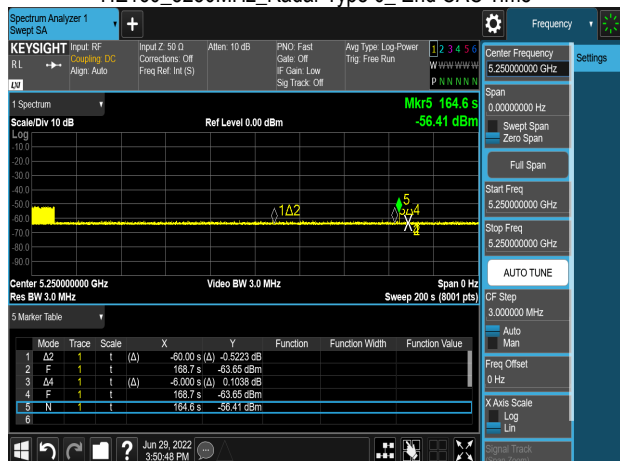 HE160_5250MHz_Radar Type 0_ End CAC Time
Spectrum Analyzer 1
Swept SA
Frequency
KEYSIGHT
RL
Input: RF
Coupling: DC
Align: Auto
Input Z: 50 Ω
Corrections: Off
Freq Ref: Int (S)
Atten: 10 dB
PNO: Fast
Gate: Off
IF Gain: Low
Sig Track: Off
Avg Type: Log-Power
Trig: Free Run
1 2 3 4 5 6
W W W W W W
P N N N N N
1 Spectrum
Scale/Div 10 dB
Ref Level 0.00 dBm
Mkr5 164.6 s
-56.41 dBm
Log
-10.0
-20.0
-30.0
-40.0
-50.0
-60.0
-70.0
-80.0
-90.0
1Δ2
5
Center 5.250000000 GHz
Res BW 3.0 MHz
Video BW 3.0 MHz
Span 0 Hz
Sweep 200 s (8001 pts)
5 Marker Table
Mode Trace Scale X Y Function Function Width Function Value
1 Δ2 1 t (Δ) -60.00 s (Δ) -0.5223 dB
2 F 1 t 168.7 s -63.65 dBm
3 Δ4 1 t (Δ) -6.000 s (Δ) 0.1038 dB
4 F 1 t 168.7 s -63.65 dBm
5 N 1 t 164.6 s -56.41 dBm
6
Jun 29, 2022
3:50:48 PM
Center Frequency
5.250000000 GHz
Settings
Span
0.00000000 Hz
Swept Span
Zero Span
Full Span
Start Freq
5.250000000 GHz
Stop Freq
5.250000000 GHz
AUTO TUNE
CF Step
3.000000 MHz
Auto
Man
Freq Offset
0 Hz
X Axis Scale
Log
Lin
Signal Track
(Span Zoom)